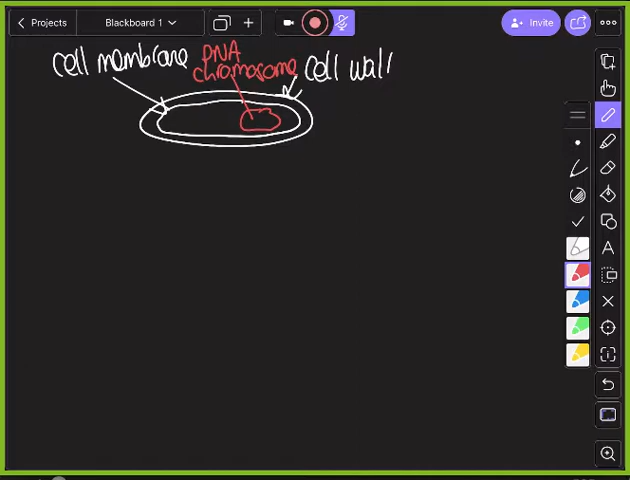 Projects
Blackboard 1
Invite
cell membrane
DNA
chromosome
cell wall
A